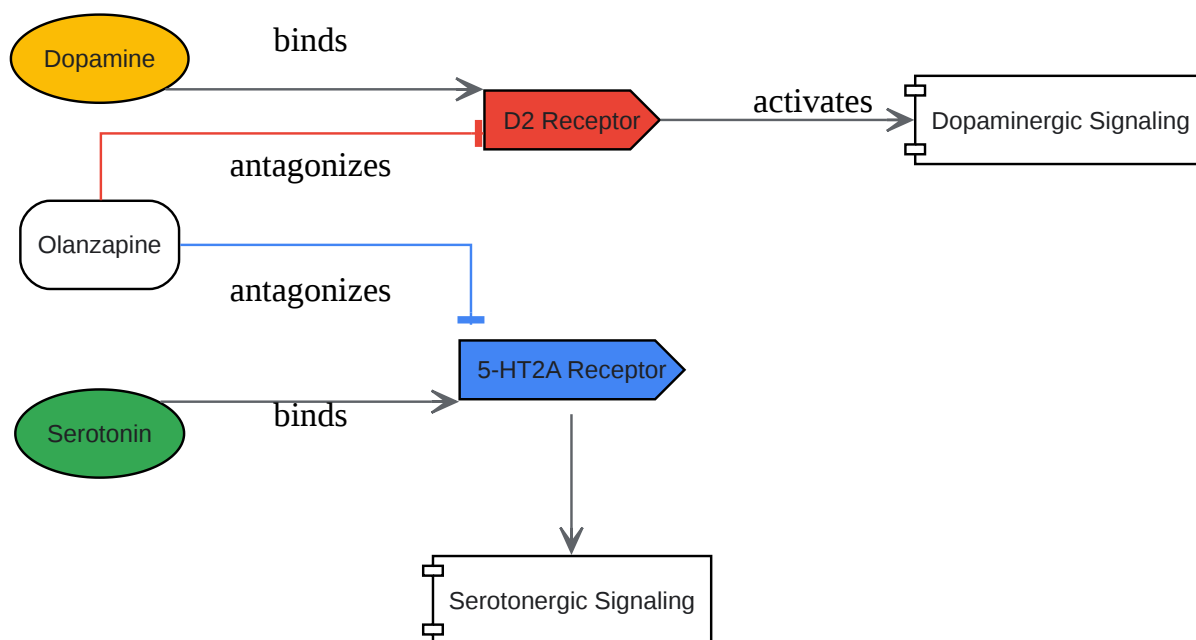 binds
Dopamine
activates
D2 Receptor
Dopaminergic Signaling
antagonizes
Olanzapine
antagonizes
5-HT2A Receptor
binds
Serotonin
Serotonergic Signaling